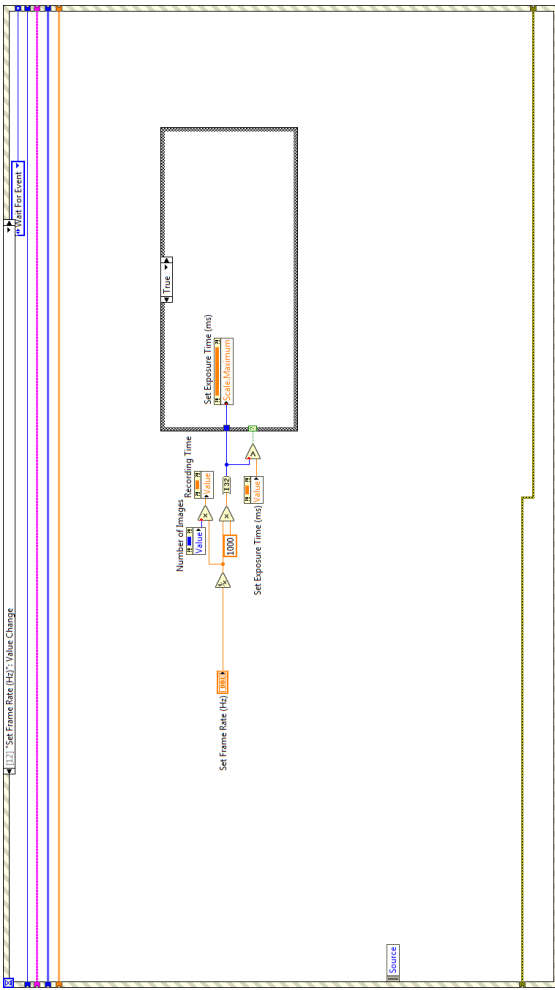 [12] "Set Frame Rate (Hz)": Value Change
Wait For Event
True
Set Exposure Time (ms)
Scale.Maximum
Number of Images
Value
Recording Time
Value
I32
1000
Value
Set Exposure Time (ms)
Set Frame Rate (Hz)
DBL
Source